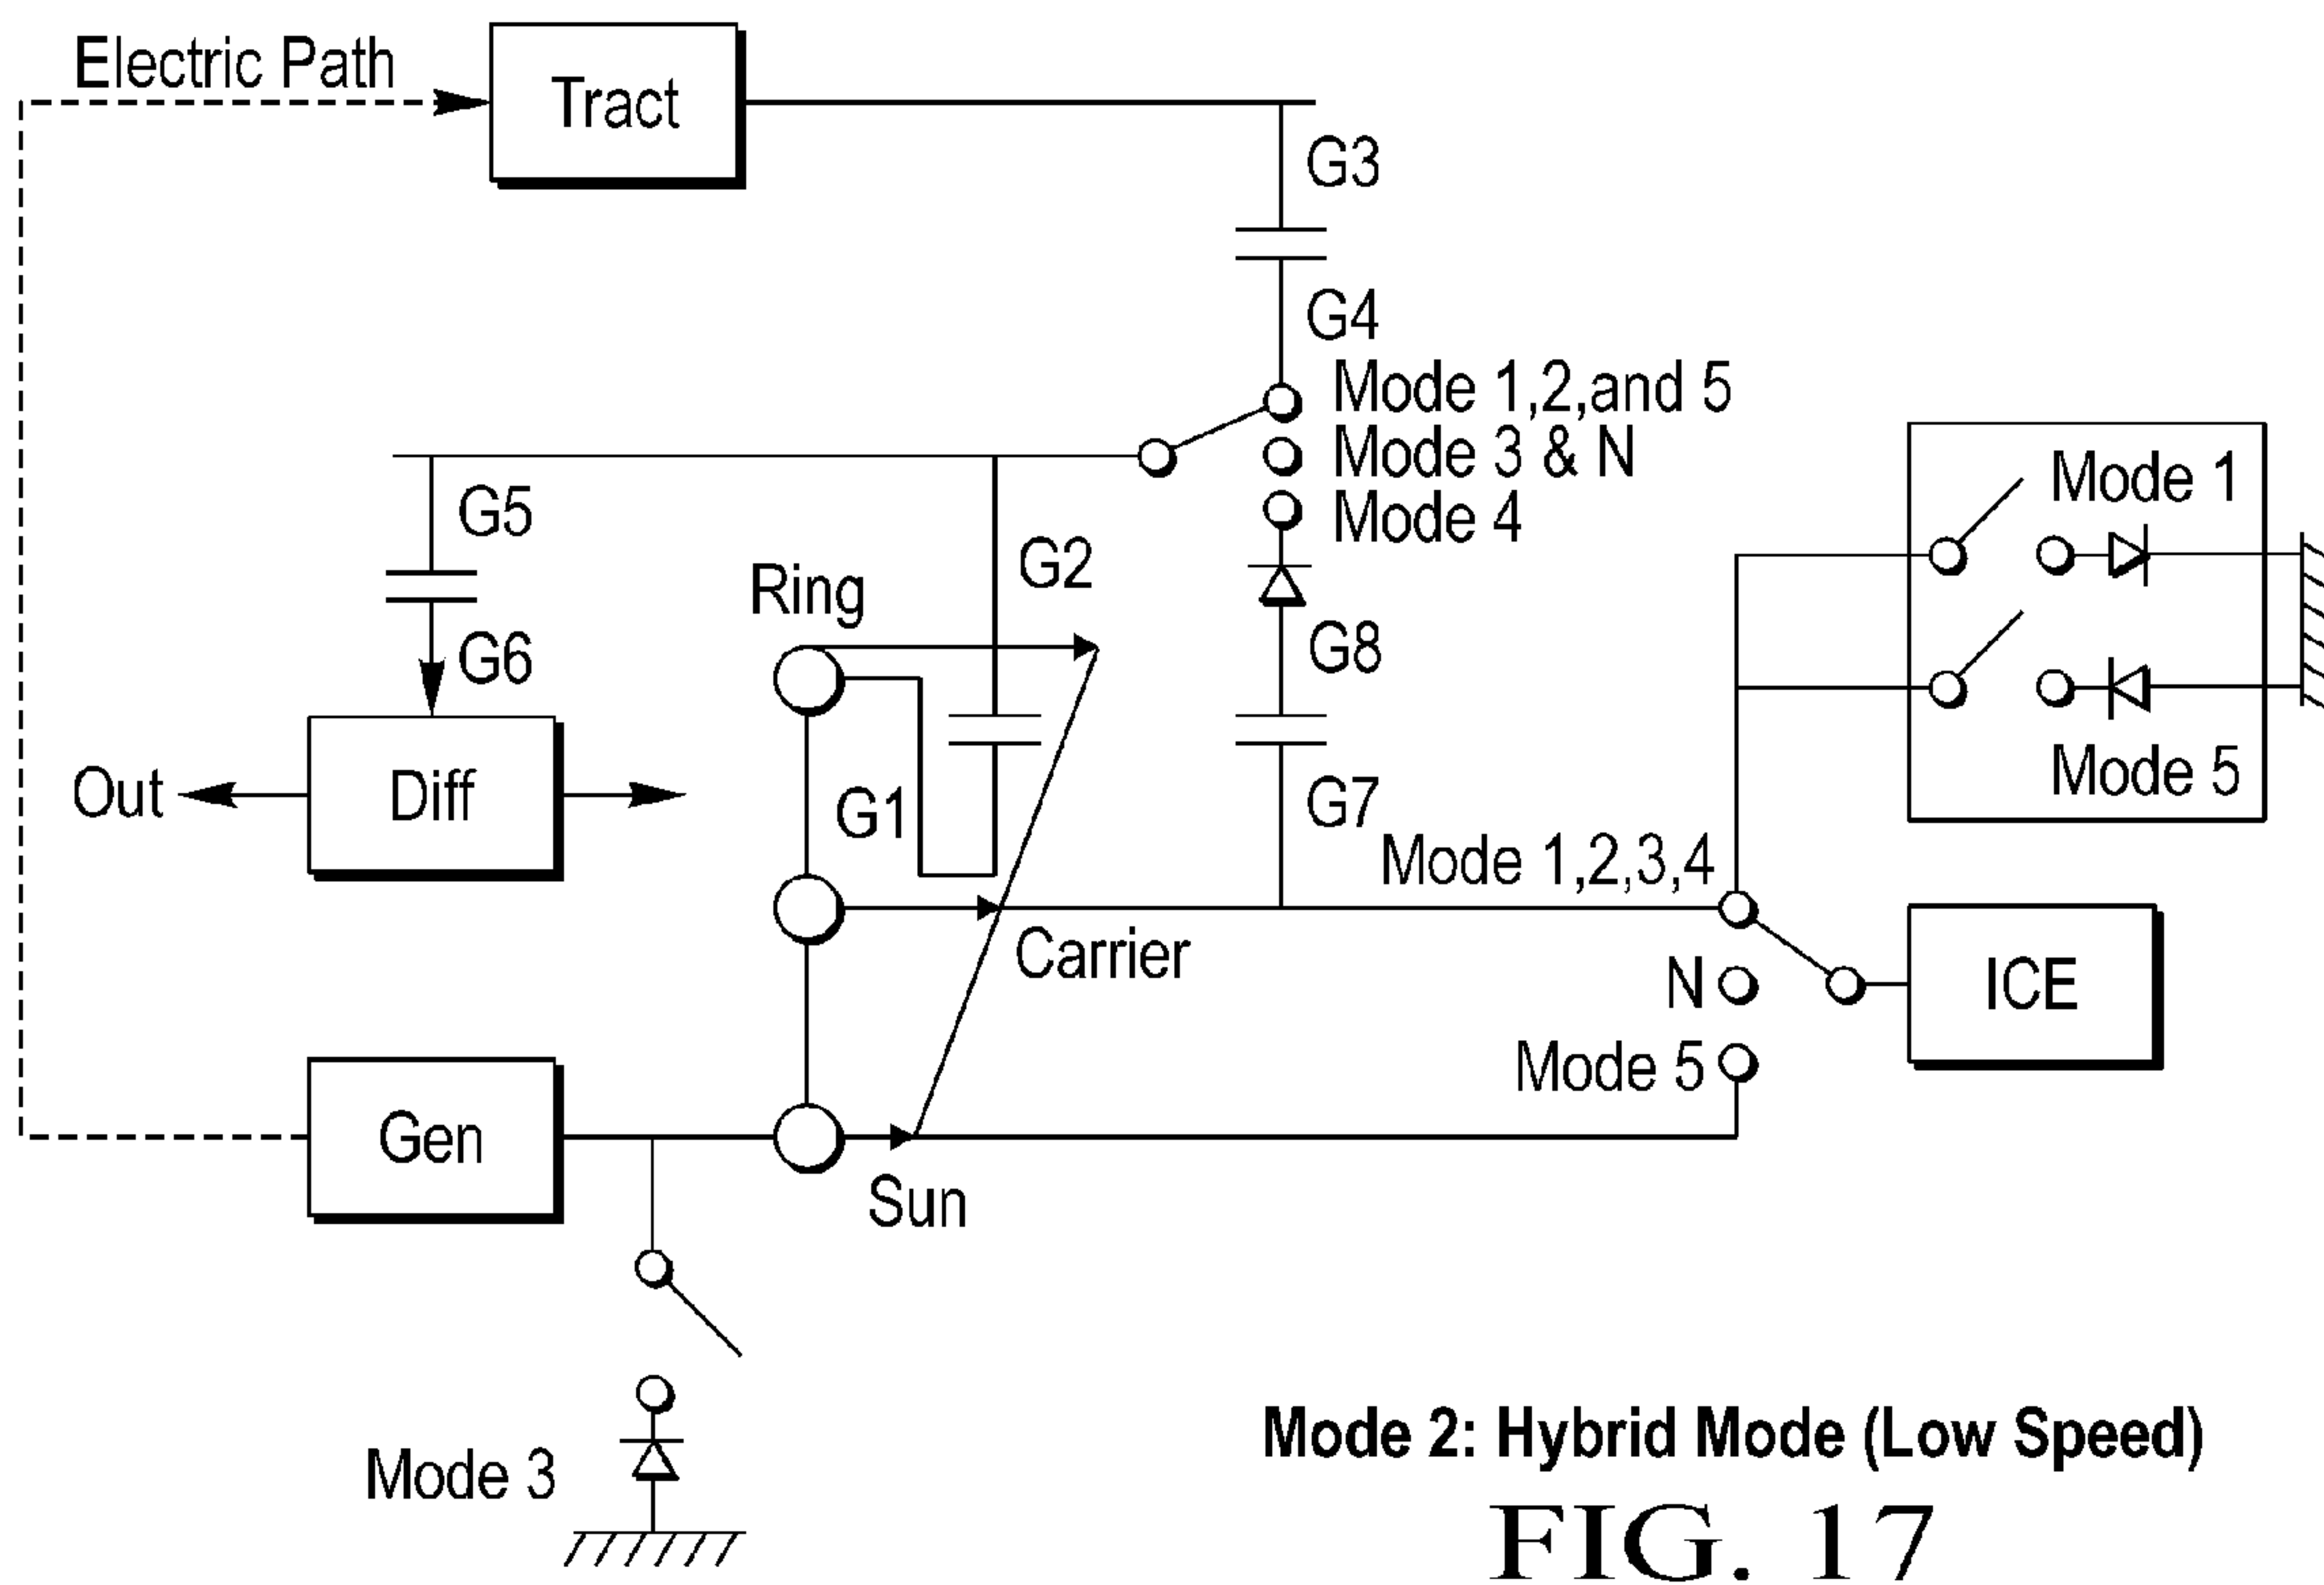 Electric Path
Tract
G3
G4
Mode 1,2,and 5
Mode 3 & N
Mode 4
G5
G6
G2
Ring
G8
Mode 1
Mode 5
Out
Diff
G1
G7
Mode 1,2,3,4
Carrier
N
ICE
Mode 5
Gen
Sun
Mode 3
Mode 2: Hybrid Mode (Low Speed)
FIG. 17